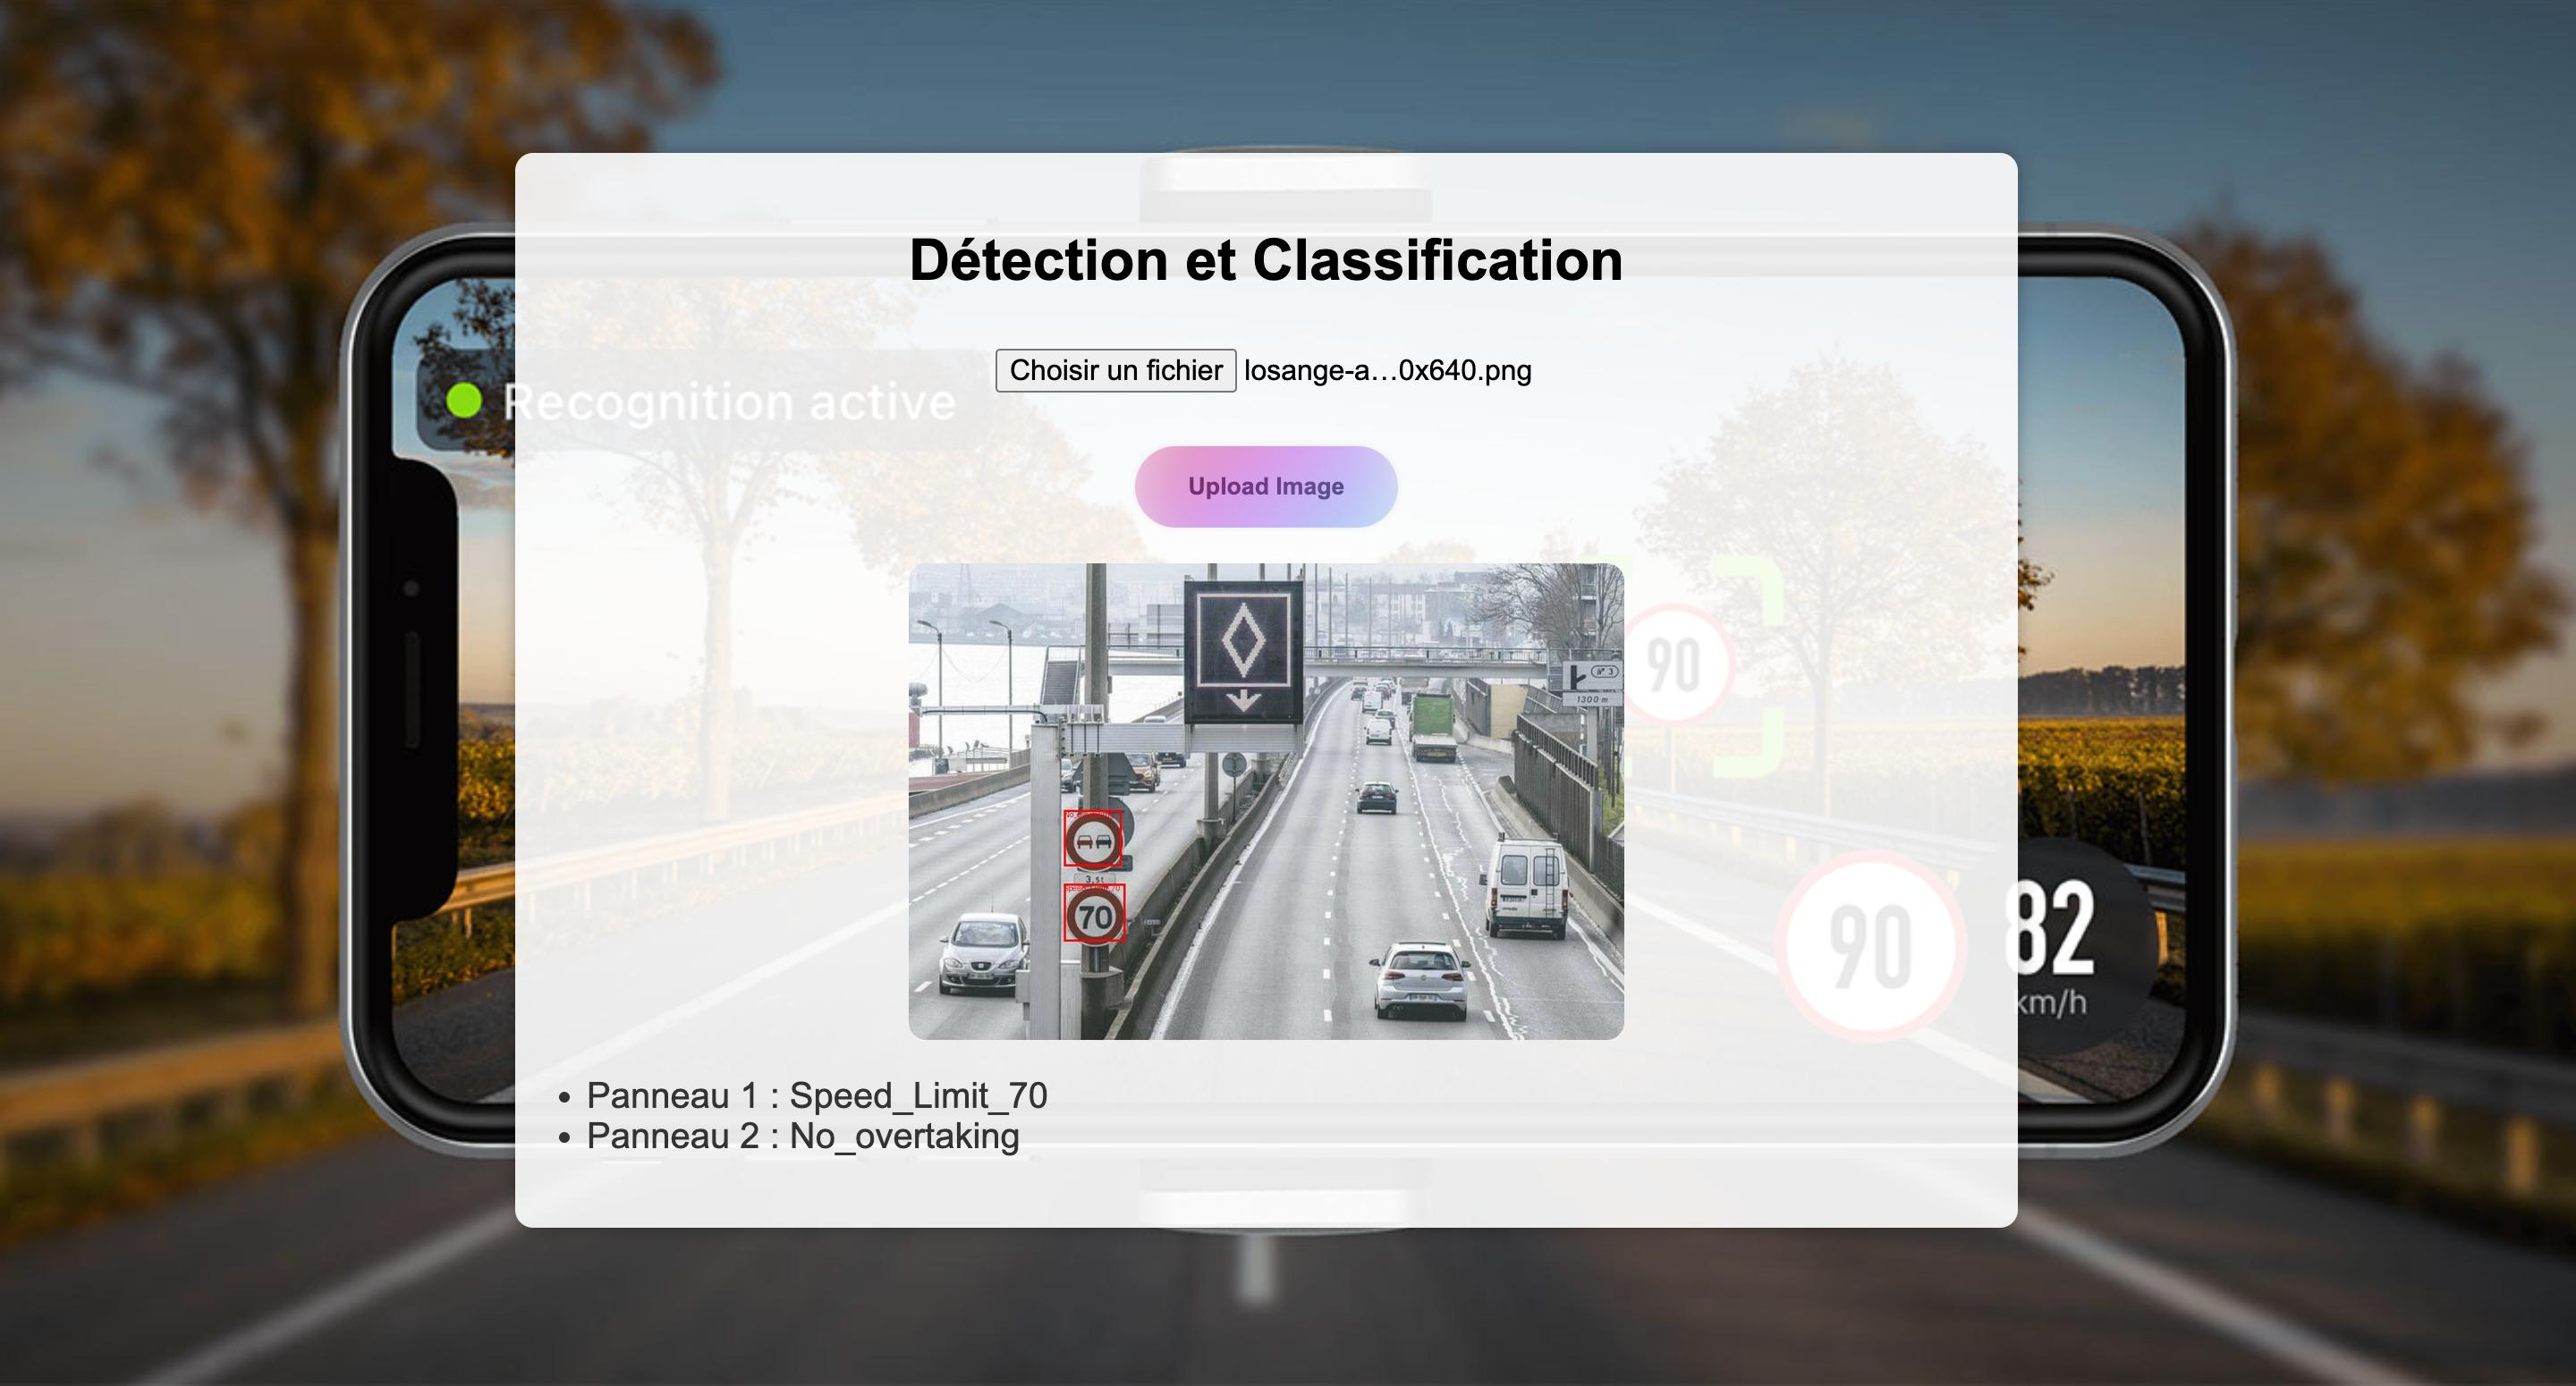 Détection et Classification
Choisir un fichier losange-a...0x640.png
Recognition active
Upload Image
90
1300 m
3,5t
70
90
82
km/h
• Panneau 1 : Speed_Limit_70
• Panneau 2 : No_overtaking